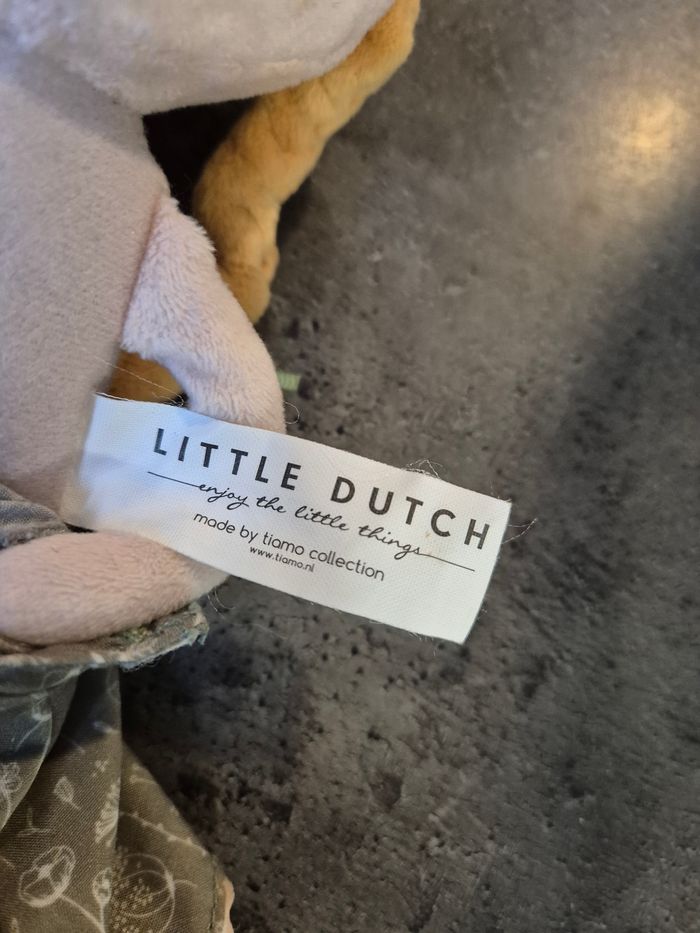 LITTLE DUTCH
enjoy the little things
made by tiamo collection
www.tiamo.nl